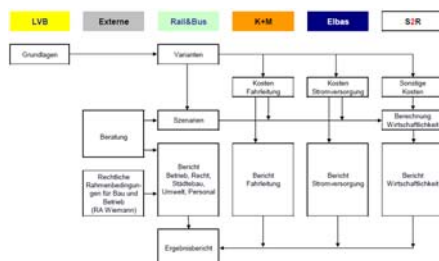 LVB
Externe
Rail&Bus
K+M
Elbas
S2R
Grundlagen
Varianten
Kosten
Fahrleitung
Kosten
Stromversorgung
Sonstige
Kosten
Beratung
Szenarien
Berechnung
Wirtschaftlichkeit
Rechtliche
Rahmenbedingun-
gen für Bau und
Betrieb
(RA Wiemann)
Bericht
Betrieb, Recht,
Städtebau,
Umwelt, Personal
Bericht
Fahrleitung
Bericht
Stromversorgung
Bericht
Wirtschaftlichkeit
Ergebnisbericht